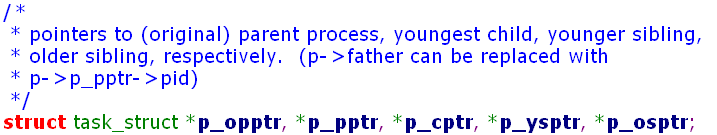 /*
* pointers to (original) parent process, youngest child, younger sibling,
* older sibling, respectively. (p->father can be replaced with
* p->p_pptr->pid)
*/
struct task_struct *p_opptr, *p_pptr, *p_cptr, *p_ysptr, *p_osptr;